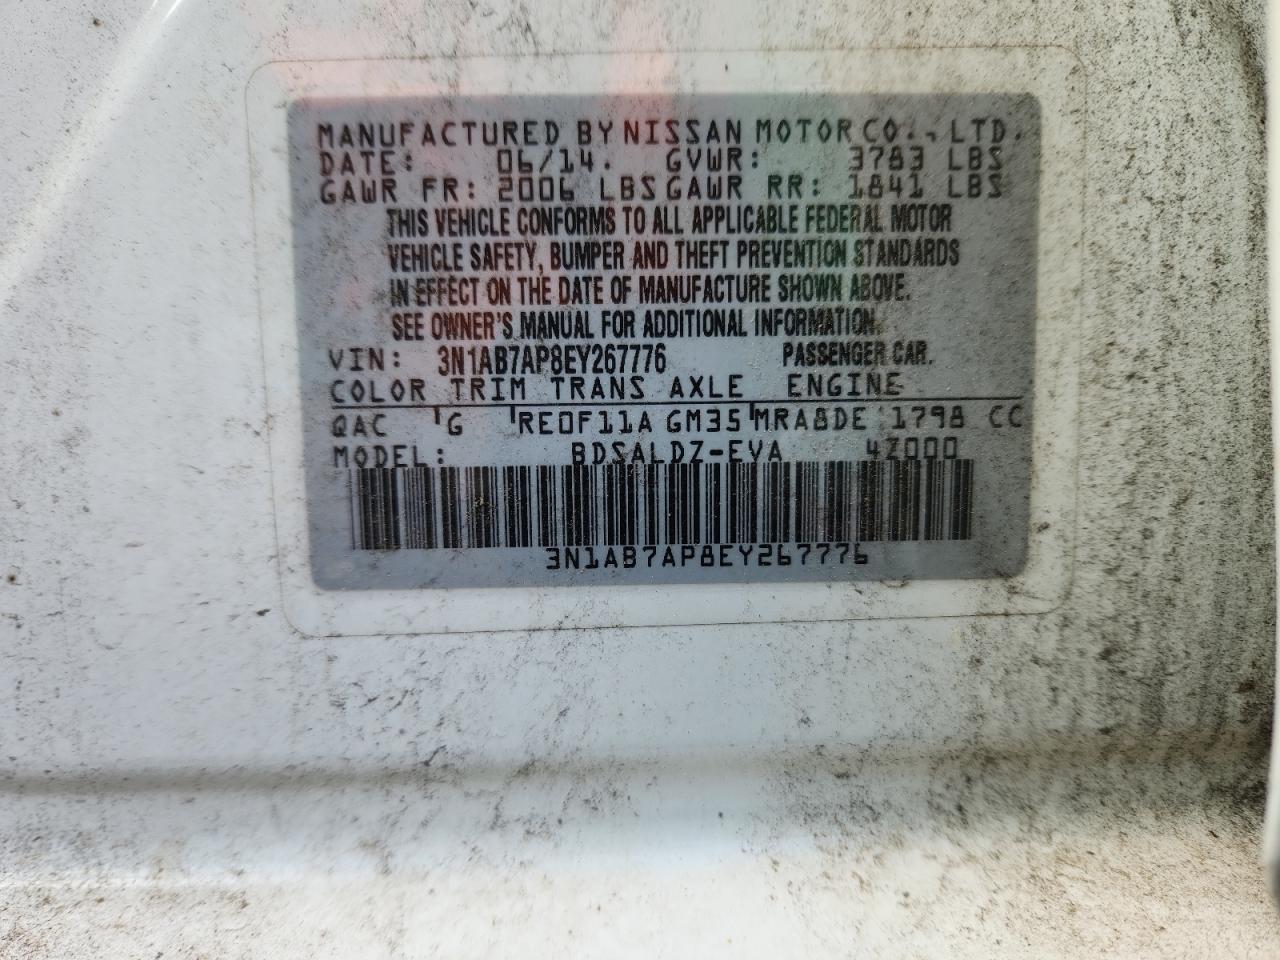 MANUFACTURED BY NISSAN MOTOR CO., LTD.
DATE: 06/14. GVWR: 3783 LBS
GAWR FR: 2006 LBS GAWR RR: 1841 LBS
THIS VEHICLE CONFORMS TO ALL APPLICABLE FEDERAL MOTOR
VEHICLE SAFETY, BUMPER AND THEFT PREVENTION STANDARDS
IN EFFECT ON THE DATE OF MANUFACTURE SHOWN ABOVE.
SEE OWNER'S MANUAL FOR ADDITIONAL INFORMATION.
VIN: 3N1AB7AP8EY267776 PASSENGER CAR.
COLOR TRIM TRANS AXLE ENGINE
QAC G RE0F11A GM35 MRA8DE 1798 CC
MODEL: BDSALDZ-EVA 4Z000
3N1AB7AP8EY267776